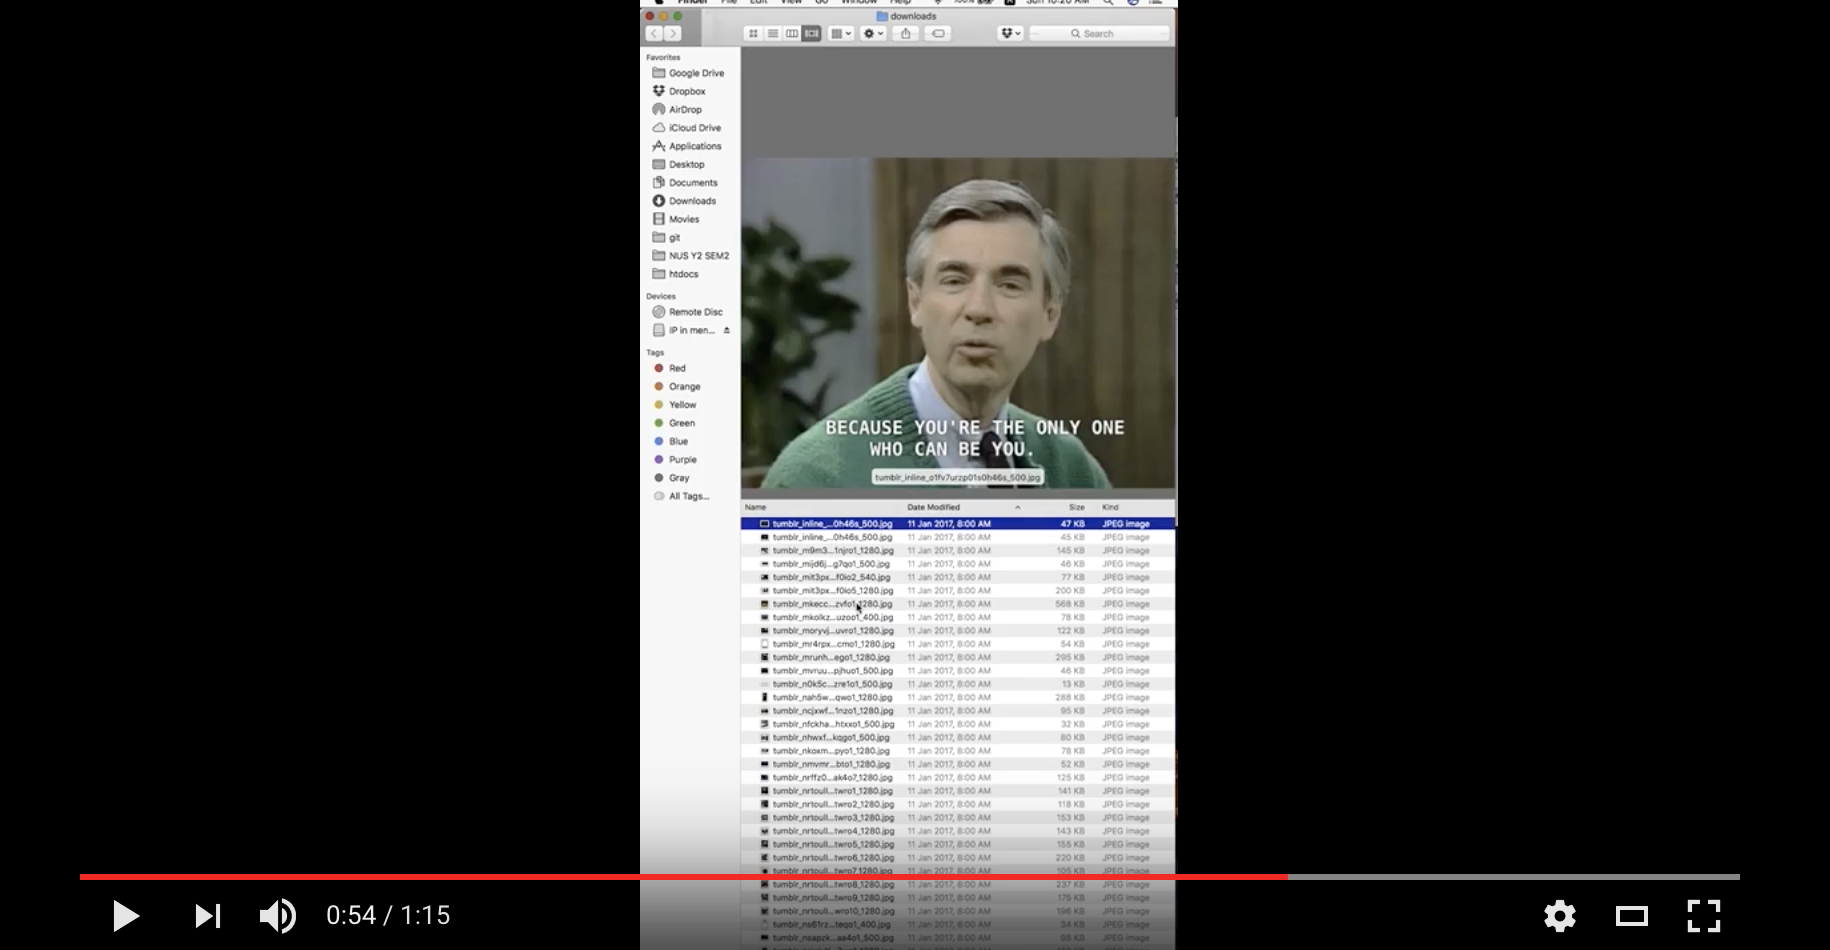 Finder File Edit View Go Window Help 100% Sun 10:20 AM
downloads
Search
Favorites
Google Drive
Dropbox
AirDrop
iCloud Drive
Applications
Desktop
Documents
Downloads
Movies
git
NUS Y2 SEM2
htdocs
Devices
Remote Disc
IP in men...
Tags
Red
Orange
Yellow
Green
Blue
Purple
Gray
All Tags...
BECAUSE YOU'RE THE ONLY ONE
WHO CAN BE YOU.
tumblr_inline_o1fv7urzp01s0h46s_500.jpg
Name Date Modified Size Kind
tumblr_inline_...0h46s_500.jpg 11 Jan 2017, 8:00 AM 47 KB JPEG image
tumblr_inline_...0h46s_500.jpg 11 Jan 2017, 8:00 AM 45 KB JPEG image
tumblr_m9m3...1njro1_1280.jpg 11 Jan 2017, 8:00 AM 145 KB JPEG image
tumblr_mijd6j...g7qo1_500.jpg 11 Jan 2017, 8:00 AM 46 KB JPEG image
tumblr_mit3px...f0io2_540.jpg 11 Jan 2017, 8:00 AM 77 KB JPEG image
tumblr_mit3px...f0io5_1280.jpg 11 Jan 2017, 8:00 AM 200 KB JPEG image
tumblr_mkecc...zvfo1_1280.jpg 11 Jan 2017, 8:00 AM 568 KB JPEG image
tumblr_mkolkz...uzoo1_400.jpg 11 Jan 2017, 8:00 AM 78 KB JPEG image
tumblr_moryvj...uvro1_1280.jpg 11 Jan 2017, 8:00 AM 122 KB JPEG image
tumblr_mr4rpx...cmo1_1280.jpg 11 Jan 2017, 8:00 AM 54 KB JPEG image
tumblr_mrunh...ego1_1280.jpg 11 Jan 2017, 8:00 AM 295 KB JPEG image
tumblr_mvruu...pjhuo1_500.jpg 11 Jan 2017, 8:00 AM 46 KB JPEG image
tumblr_n0k5c...zre1o1_500.jpg 11 Jan 2017, 8:00 AM 13 KB JPEG image
tumblr_nah5w...qwo1_1280.jpg 11 Jan 2017, 8:00 AM 288 KB JPEG image
tumblr_ncjxwf...1nzo1_1280.jpg 11 Jan 2017, 8:00 AM 95 KB JPEG image
tumblr_nfckha...htxxo1_500.jpg 11 Jan 2017, 8:00 AM 32 KB JPEG image
tumblr_nhwxf...kqgo1_500.jpg 11 Jan 2017, 8:00 AM 80 KB JPEG image
tumblr_nkoxm...pyo1_1280.jpg 11 Jan 2017, 8:00 AM 78 KB JPEG image
tumblr_nmvmr...bto1_1280.jpg 11 Jan 2017, 8:00 AM 52 KB JPEG image
tumblr_nrffz0...ak4o7_1280.jpg 11 Jan 2017, 8:00 AM 125 KB JPEG image
tumblr_nrtoull...twro1_1280.jpg 11 Jan 2017, 8:00 AM 141 KB JPEG image
tumblr_nrtoull...twro2_1280.jpg 11 Jan 2017, 8:00 AM 118 KB JPEG image
tumblr_nrtoull...twro3_1280.jpg 11 Jan 2017, 8:00 AM 153 KB JPEG image
tumblr_nrtoull...twro4_1280.jpg 11 Jan 2017, 8:00 AM 143 KB JPEG image
tumblr_nrtoull...twro5_1280.jpg 11 Jan 2017, 8:00 AM 155 KB JPEG image
tumblr_nrtoull...twro6_1280.jpg 11 Jan 2017, 8:00 AM 220 KB JPEG image
tumblr_nrtoull...twro7_1280.jpg 11 Jan 2017, 8:00 AM 105 KB JPEG image
tumblr_nrtoull...twro8_1280.jpg 11 Jan 2017, 8:00 AM 237 KB JPEG image
tumblr_nrtoull...twro9_1280.jpg 11 Jan 2017, 8:00 AM 175 KB JPEG image
tumblr_nrtoull...wro10_1280.jpg 11 Jan 2017, 8:00 AM 196 KB JPEG image
tumblr_ns61rz...teqo1_400.jpg 11 Jan 2017, 8:00 AM 34 KB JPEG image
tumblr_nsapzk...aa4o1_500.jpg 11 Jan 2017, 8:00 AM 98 KB JPEG image
0:54 / 1:15